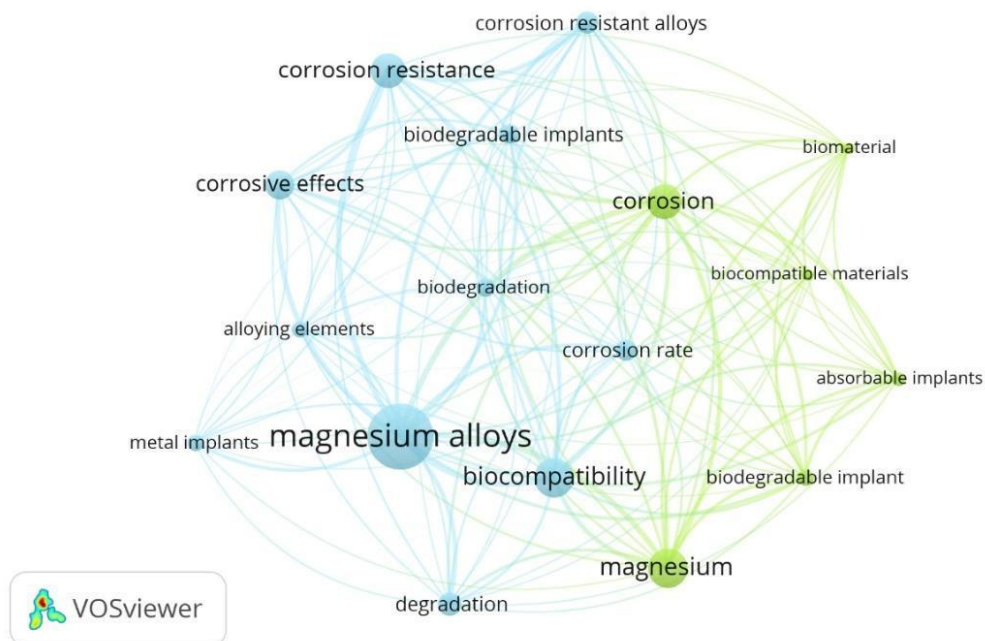 corrosion resistant alloys
corrosion resistance
biodegradable implants
biomaterial
corrosive effects
corrosion
biocompatible materials
biodegradation
alloying elements
corrosion rate
absorbable implants
magnesium alloys
metal implants
biocompatibility
biodegradable implant
magnesium
degradation
VOSviewer